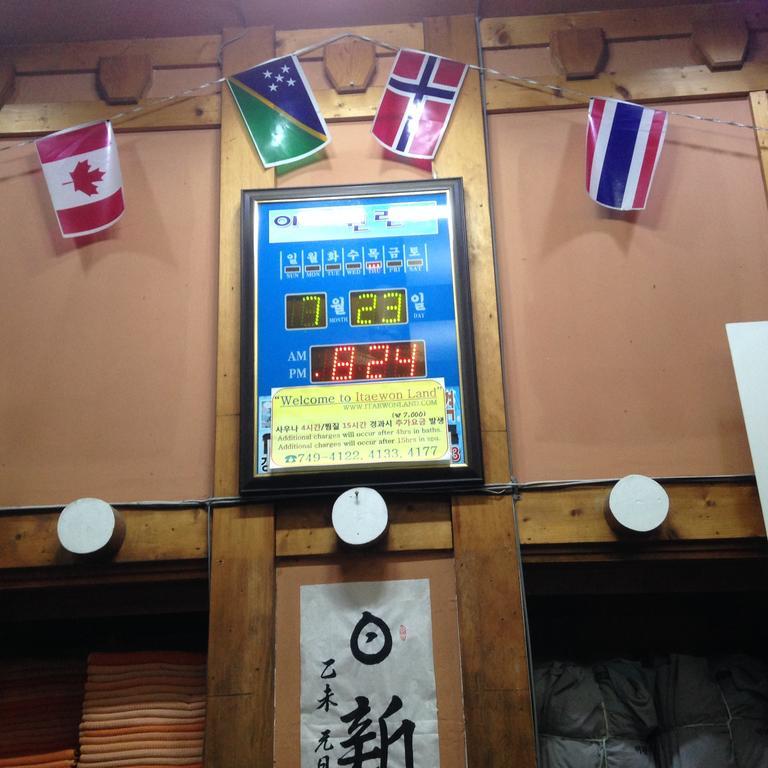 일 월 화 수 목 금 토
SUN MON TUE WED THU FRI SAT
7 월 MONTH 23 일 DAY
AM
PM
8 24
"Welcome to Itaewon Land"
WWW.ITAEWONLAND.COM
(₩ 7,000)
사우나 4시간/찜질 15시간 경과시 추가요금 발생
Additional charges will occur after 4hrs in baths.
Additional charges will occur after 15hrs in spa.
☎749-4122, 4133, 4177
新
乙未 元日